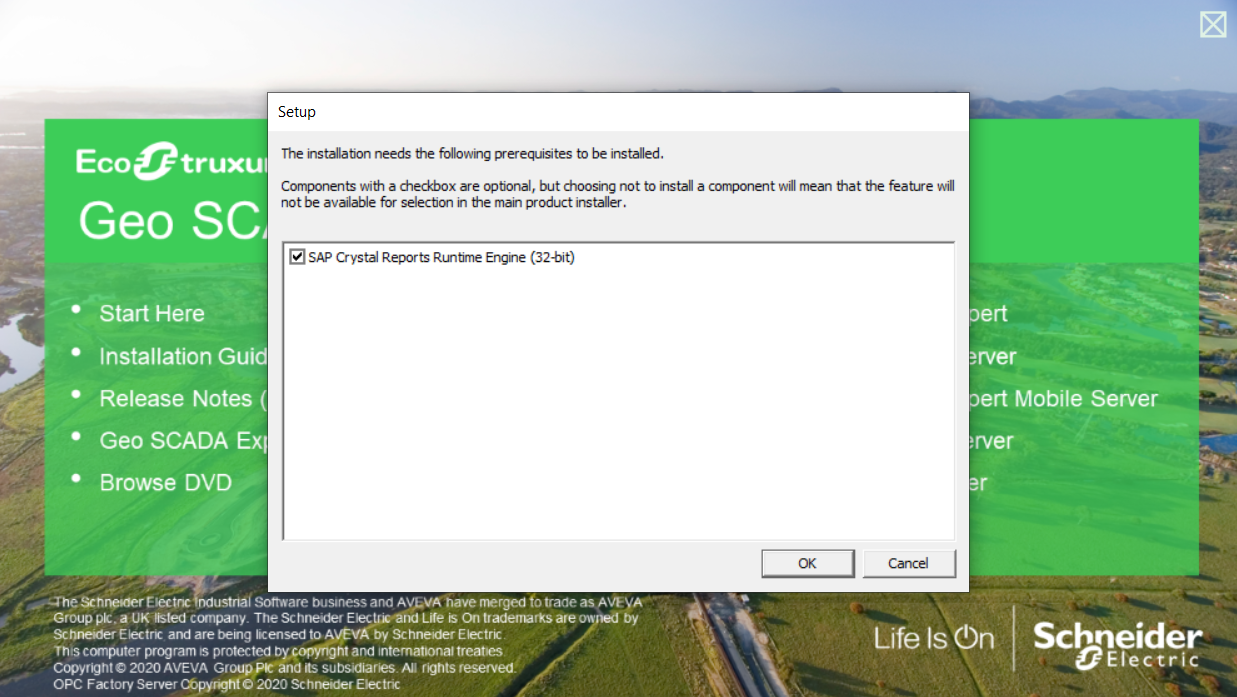 Setup
The installation needs the following prerequisites to be installed.
Components with a checkbox are optional, but choosing not to install a component will mean that the feature will
not be available for selection in the main product installer.
SAP Crystal Reports Runtime Engine (32-bit)
OK
Cancel
Eco truxu
Geo SC
Start Here
Installation Guid
Release Notes (
Geo SCADA Exp
Browse DVD
pert
erver
pert Mobile Server
erver
er
The Schneider Electric Industrial Software business and AVEVA have merged to trade as AVEVA
Group plc, a UK listed company. The Schneider Electric and Life is On trademarks are owned by
Schneider Electric and are being licensed to AVEVA by Schneider Electric.
This computer program is protected by copyright and international treaties.
Copyright © 2020 AVEVA Group Plc and its subsidiaries. All rights reserved.
OPC Factory Server Copyright © 2020 Schneider Electric
Life Is On
Schneider
Electric